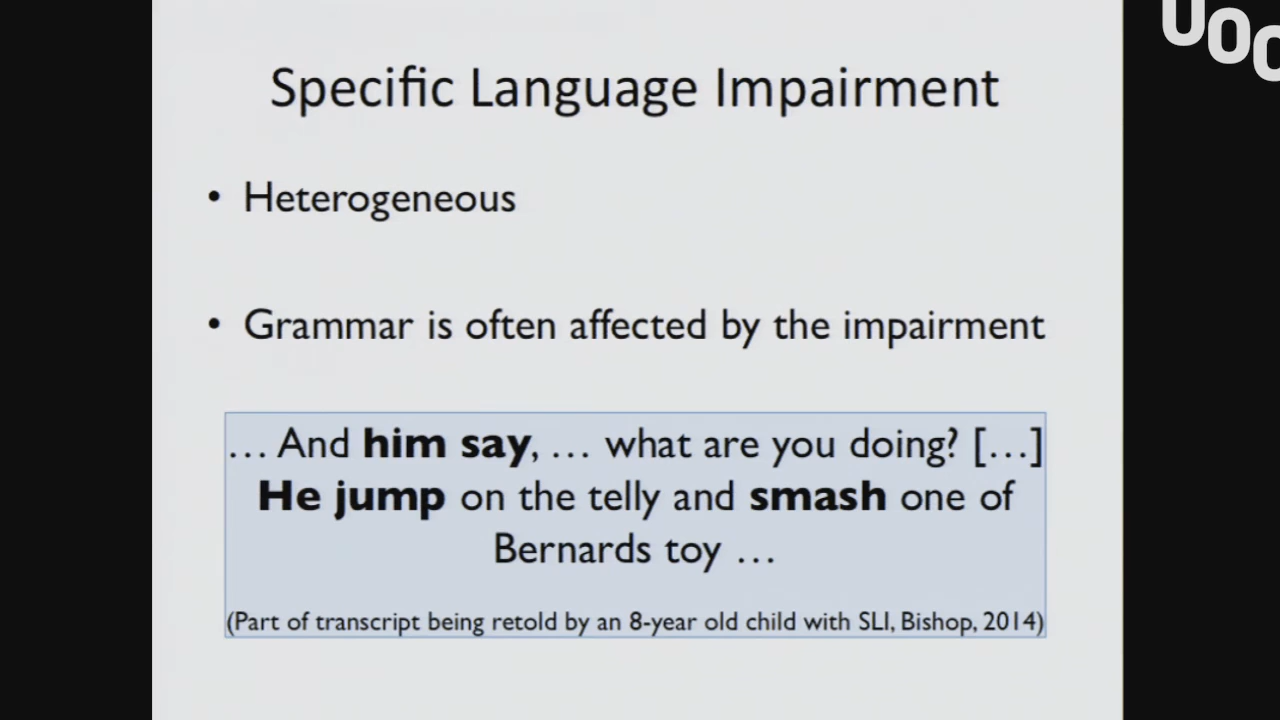 UOC
Specific Language Impairment
• Heterogeneous
• Grammar is often affected by the impairment
… And him say, … what are you doing? […]
He jump on the telly and smash one of
Bernards toy …
(Part of transcript being retold by an 8-year old child with SLI, Bishop, 2014)